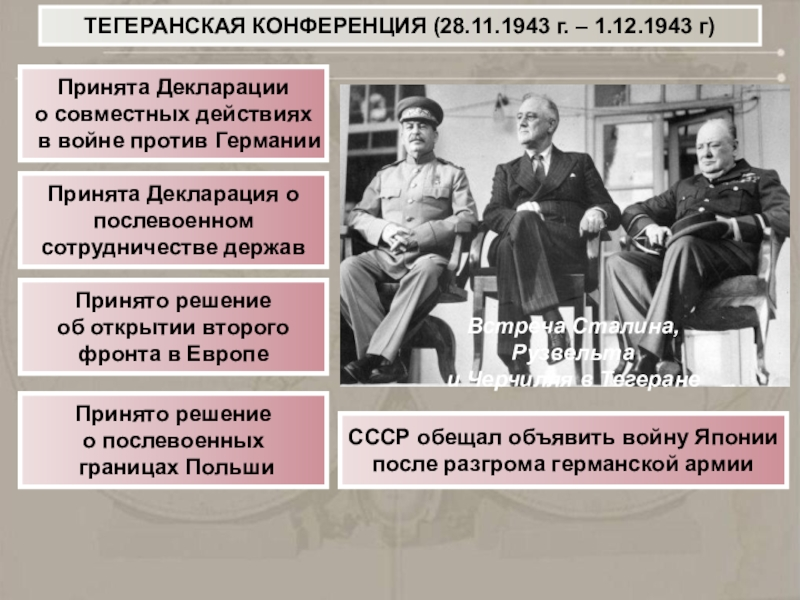 ТЕГЕРАНСКАЯ КОНФЕРЕНЦИЯ (28.11.1943 г. – 1.12.1943 г)
Принята Декларации
о совместных действиях
в войне против Германии
Принята Декларация о
послевоенном
сотрудничестве держав
Принято решение
об открытии второго
фронта в Европе
Принято решение
о послевоенных
границах Польши
Встреча Сталина,
Рузвельта
и Черчилля в Тегеране
СССР обещал объявить войну Японии
после разгрома германской армии